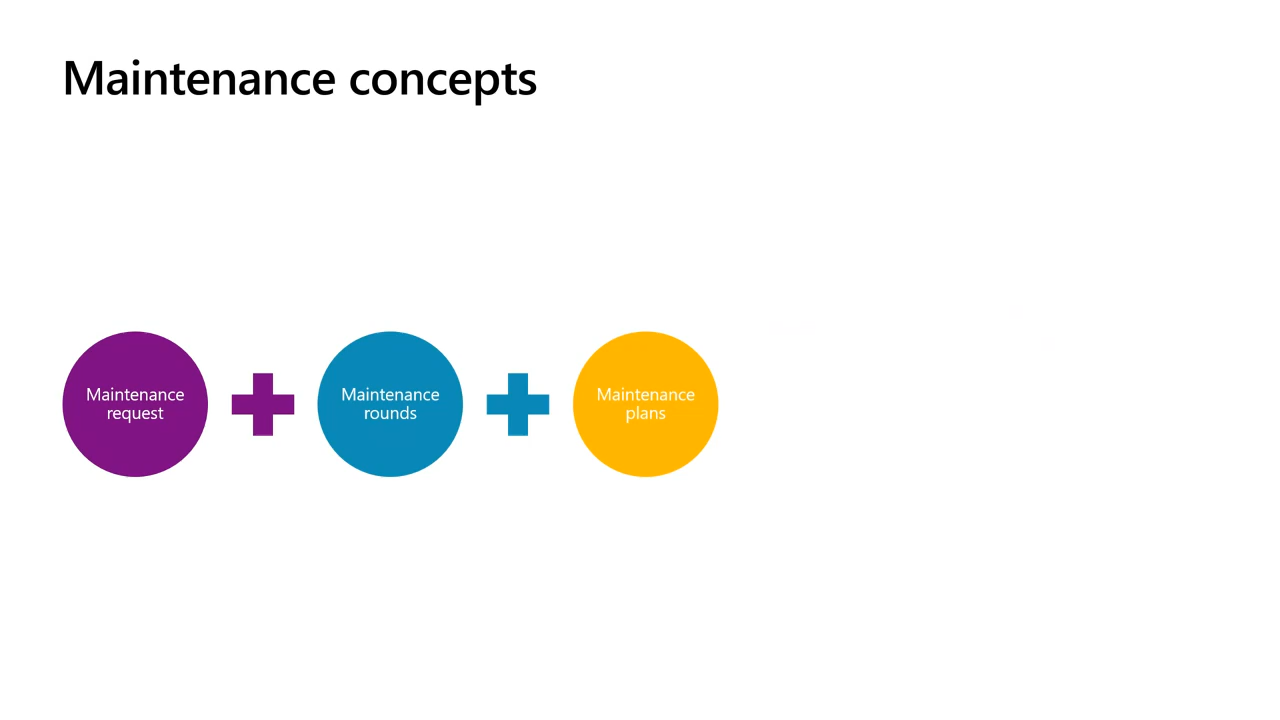 Maintenance concepts
Maintenance
request
Maintenance
rounds
Maintenance
plans